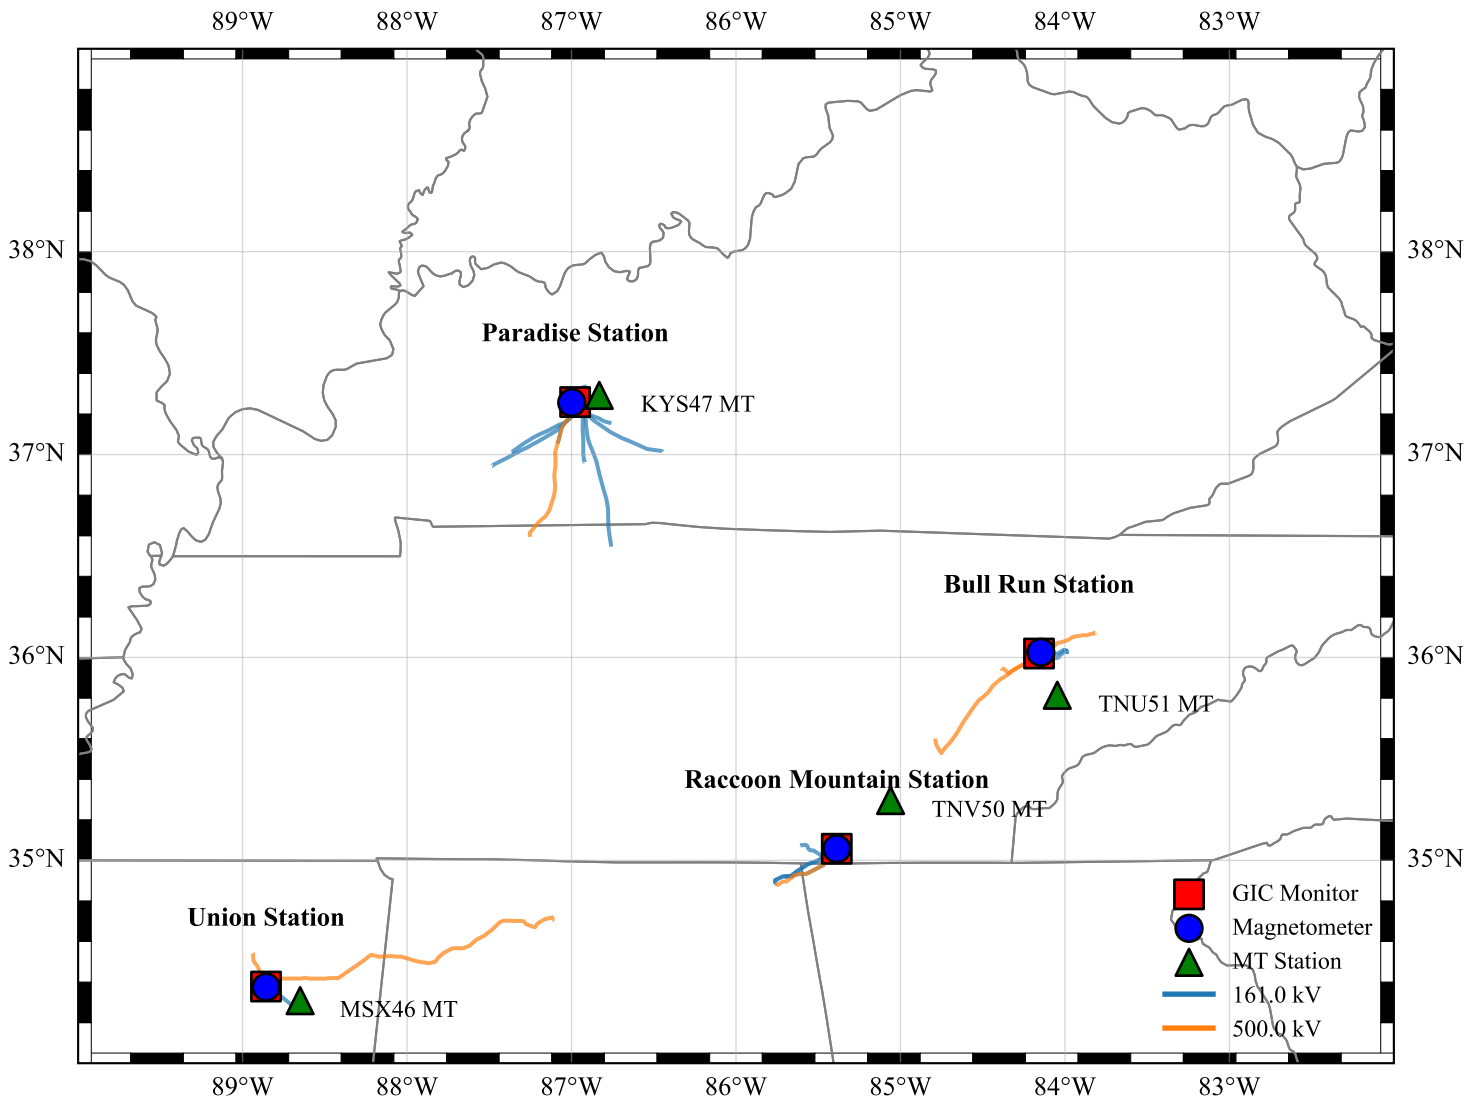 89°W 88°W 87°W 86°W 85°W 84°W 83°W
38°N 38°N
Paradise Station
KYS47 MT
37°N 37°N
Bull Run Station
36°N 36°N
TNU51 MT
Raccoon Mountain Station
TNV50 MT
35°N 35°N
GIC Monitor
Union Station
Magnetometer
MT Station
161.0 kV
MSX46 MT
500.0 kV
89°W 88°W 87°W 86°W 85°W 84°W 83°W